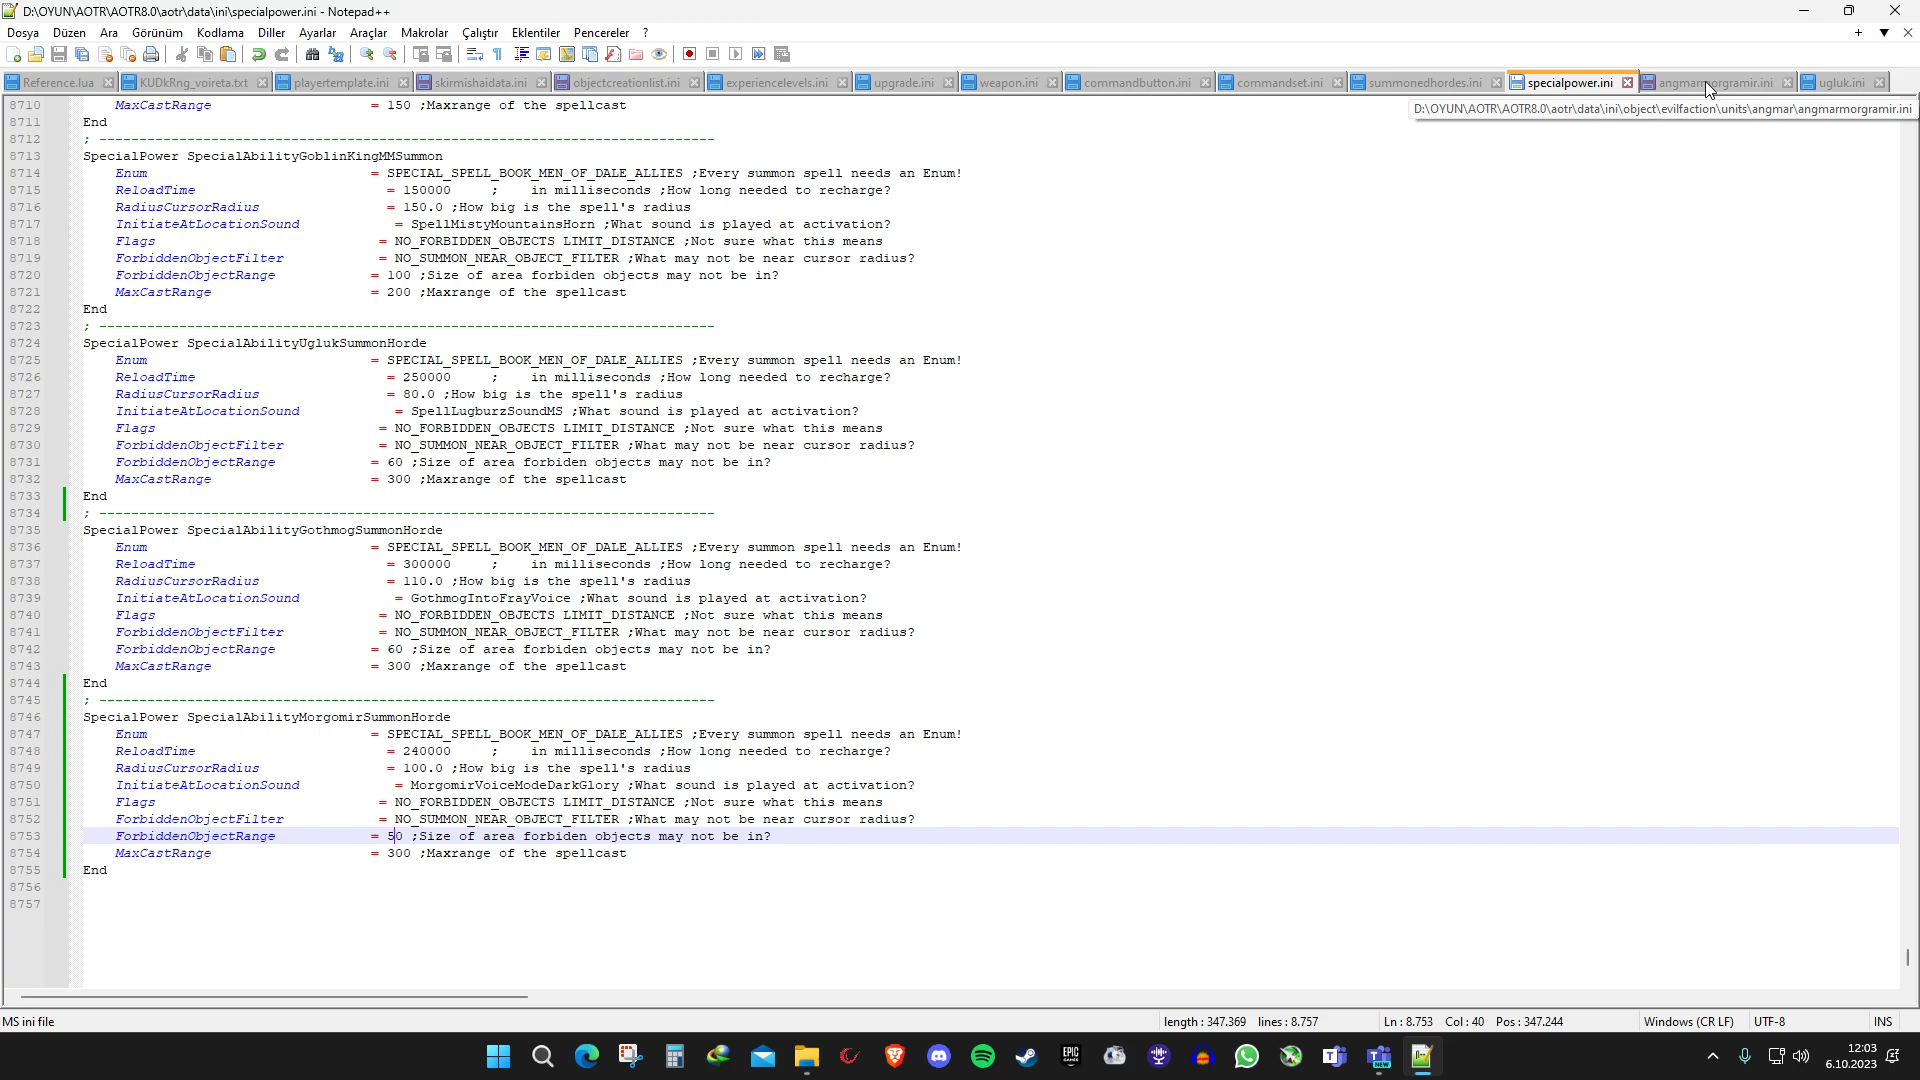 D:\OYUN\AOTR\AOTR8.0\aotr\data\ini\specialpower.ini - Notepad++
Dosya Düzen Ara Görünüm Kodlama Diller Ayarlar Araçlar Makrolar Çalıştır Eklentiler Pencereler ?
Reference.lua KUDkRng_voireta.txt playertemplate.ini skirmishaidata.ini objectcreationlist.ini experiencelevels.ini upgrade.ini weapon.ini commandbutton.ini commandset.ini summonedhordes.ini specialpower.ini angmarmorgramir.ini ugluk.ini
D:\OYUN\AOTR\AOTR8.0\aotr\data\ini\object\evilfaction\units\angmar\angmarmorgramir.ini
8710 MaxCastRange = 150 ;Maxrange of the spellcast
8711 End
8712 ; -----------------------------------------------------------------------------
8713 SpecialPower SpecialAbilityGoblinKingMMSummon
8714 Enum = SPECIAL_SPELL_BOOK_MEN_OF_DALE_ALLIES ;Every summon spell needs an Enum!
8715 ReloadTime = 150000 ; in milliseconds ;How long needed to recharge?
8716 RadiusCursorRadius = 150.0 ;How big is the spell's radius
8717 InitiateAtLocationSound = SpellMistyMountainsHorn ;What sound is played at activation?
8718 Flags = NO_FORBIDDEN_OBJECTS LIMIT_DISTANCE ;Not sure what this means
8719 ForbiddenObjectFilter = NO_SUMMON_NEAR_OBJECT_FILTER ;What may not be near cursor radius?
8720 ForbiddenObjectRange = 100 ;Size of area forbiden objects may not be in?
8721 MaxCastRange = 200 ;Maxrange of the spellcast
8722 End
8723 ; -----------------------------------------------------------------------------
8724 SpecialPower SpecialAbilityUglukSummonHorde
8725 Enum = SPECIAL_SPELL_BOOK_MEN_OF_DALE_ALLIES ;Every summon spell needs an Enum!
8726 ReloadTime = 250000 ; in milliseconds ;How long needed to recharge?
8727 RadiusCursorRadius = 80.0 ;How big is the spell's radius
8728 InitiateAtLocationSound = SpellLugburzSoundMS ;What sound is played at activation?
8729 Flags = NO_FORBIDDEN_OBJECTS LIMIT_DISTANCE ;Not sure what this means
8730 ForbiddenObjectFilter = NO_SUMMON_NEAR_OBJECT_FILTER ;What may not be near cursor radius?
8731 ForbiddenObjectRange = 60 ;Size of area forbiden objects may not be in?
8732 MaxCastRange = 300 ;Maxrange of the spellcast
8733 End
8734 ; -----------------------------------------------------------------------------
8735 SpecialPower SpecialAbilityGothmogSummonHorde
8736 Enum = SPECIAL_SPELL_BOOK_MEN_OF_DALE_ALLIES ;Every summon spell needs an Enum!
8737 ReloadTime = 300000 ; in milliseconds ;How long needed to recharge?
8738 RadiusCursorRadius = 110.0 ;How big is the spell's radius
8739 InitiateAtLocationSound = GothmogIntoFrayVoice ;What sound is played at activation?
8740 Flags = NO_FORBIDDEN_OBJECTS LIMIT_DISTANCE ;Not sure what this means
8741 ForbiddenObjectFilter = NO_SUMMON_NEAR_OBJECT_FILTER ;What may not be near cursor radius?
8742 ForbiddenObjectRange = 60 ;Size of area forbiden objects may not be in?
8743 MaxCastRange = 300 ;Maxrange of the spellcast
8744 End
8745 ; -----------------------------------------------------------------------------
8746 SpecialPower SpecialAbilityMorgomirSummonHorde
8747 Enum = SPECIAL_SPELL_BOOK_MEN_OF_DALE_ALLIES ;Every summon spell needs an Enum!
8748 ReloadTime = 240000 ; in milliseconds ;How long needed to recharge?
8749 RadiusCursorRadius = 100.0 ;How big is the spell's radius
8750 InitiateAtLocationSound = MorgomirVoiceModeDarkGlory ;What sound is played at activation?
8751 Flags = NO_FORBIDDEN_OBJECTS LIMIT_DISTANCE ;Not sure what this means
8752 ForbiddenObjectFilter = NO_SUMMON_NEAR_OBJECT_FILTER ;What may not be near cursor radius?
8753 ForbiddenObjectRange = 50 ;Size of area forbiden objects may not be in?
8754 MaxCastRange = 300 ;Maxrange of the spellcast
8755 End
8756
8757
MS ini file length : 347.369 lines : 8.757 Ln : 8.753 Col : 40 Pos : 347.244 Windows (CR LF) UTF-8 INS
EPIC GAMES NEW 12:03
6.10.2023